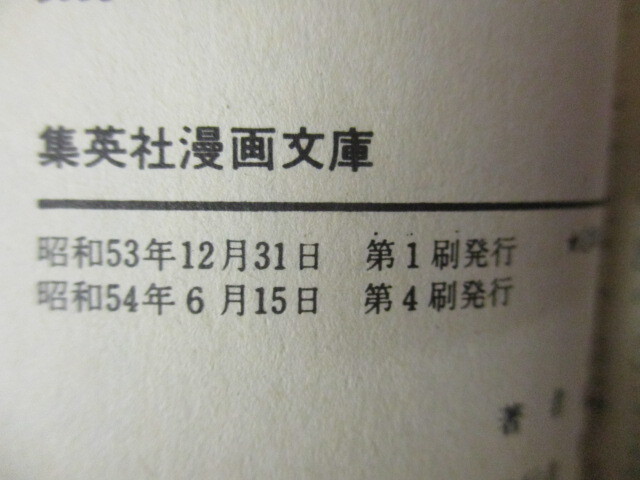 集英社漫画文庫
昭和53年12月31日　第1刷発行
昭和54年6月15日　第4刷発行
著